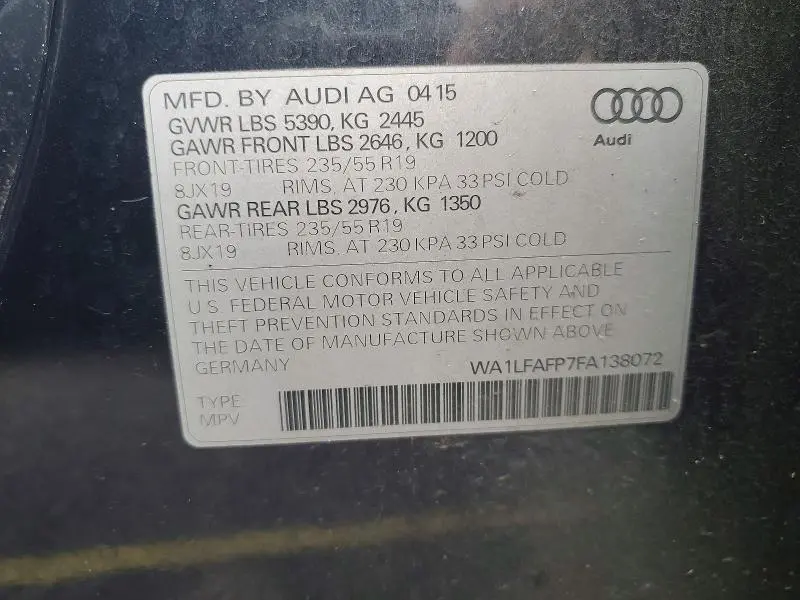 MFD. BY AUDI AG 0415
GVWR LBS 5390, KG 2445
GAWR FRONT LBS 2646, KG 1200
FRONT-TIRES 235/55 R19
8JX19 RIMS, AT 230 KPA 33 PSI COLD
GAWR REAR LBS 2976, KG 1350
REAR-TIRES 235/55 R19
8JX19 RIMS, AT 230 KPA 33 PSI COLD
Audi
THIS VEHICLE CONFORMS TO ALL APPLICABLE
U.S. FEDERAL MOTOR VEHICLE SAFETY AND
THEFT PREVENTION STANDARDS IN EFFECT ON
THE DATE OF MANUFACTURE SHOWN ABOVE
GERMANY WA1LFAFP7FA138072
TYPE
MPV